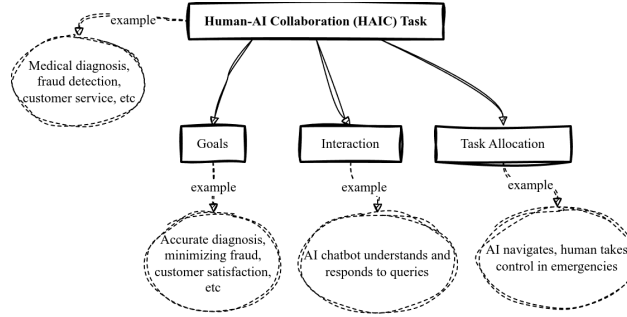 Human-AI Collaboration (HAIC) Task
example
Medical diagnosis,
fraud detection,
customer service, etc
Goals
Interaction
Task Allocation
example
example
example
Accurate diagnosis,
minimizing fraud,
customer satisfaction,
etc
AI chatbot understands and
responds to queries
AI navigates, human takes
control in emergencies